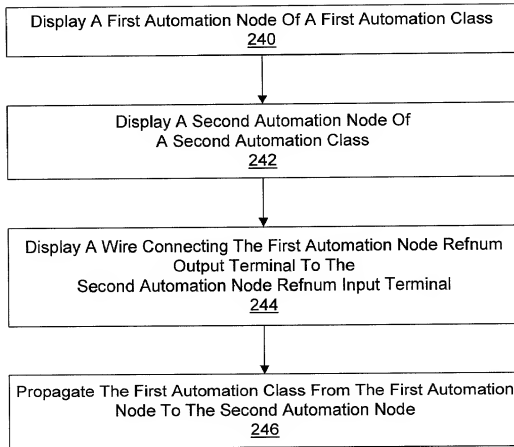 Display A First Automation Node Of A First Automation Class
240
Display A Second Automation Node Of
A Second Automation Class
242
Display A Wire Connecting The First Automation Node Refnum
Output Terminal To The
Second Automation Node Refnum Input Terminal
244
Propagate The First Automation Class From The First Automation
Node To The Second Automation Node
246